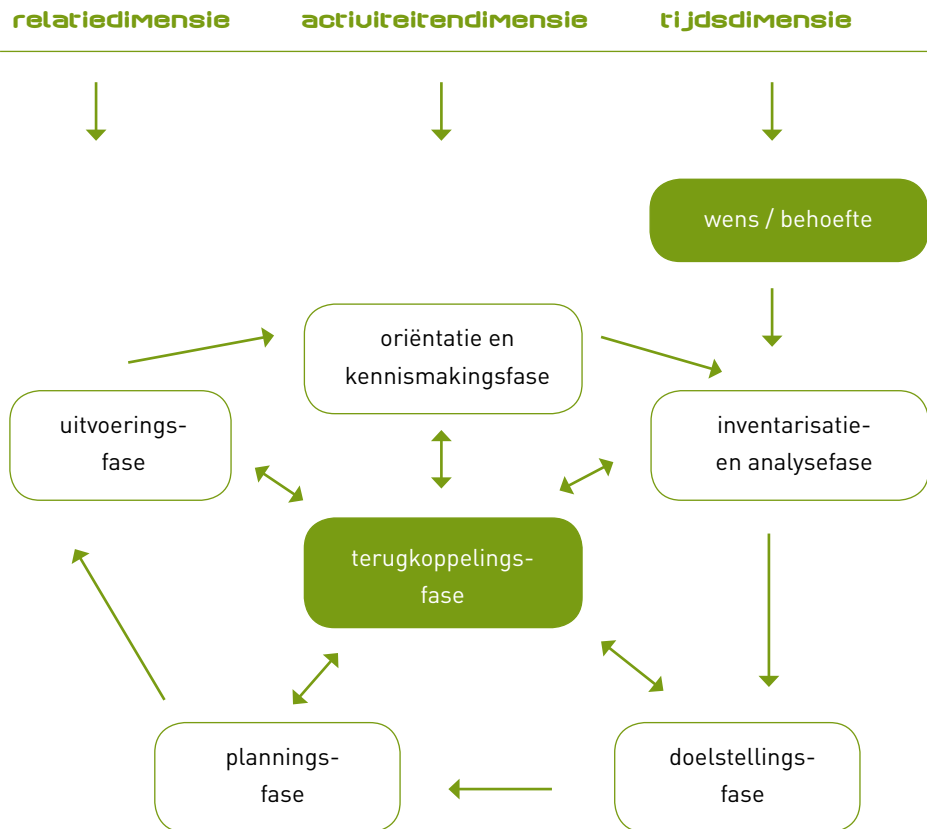 relatiedimensie activiteitendimensie tijdsdimensie
wens / behoefte
oriëntatie en
kennismakingsfase
uitvoerings-
fase
inventarisatie-
en analysefase
terugkoppelings-
fase
plannings-
fase
doelstellings-
fase